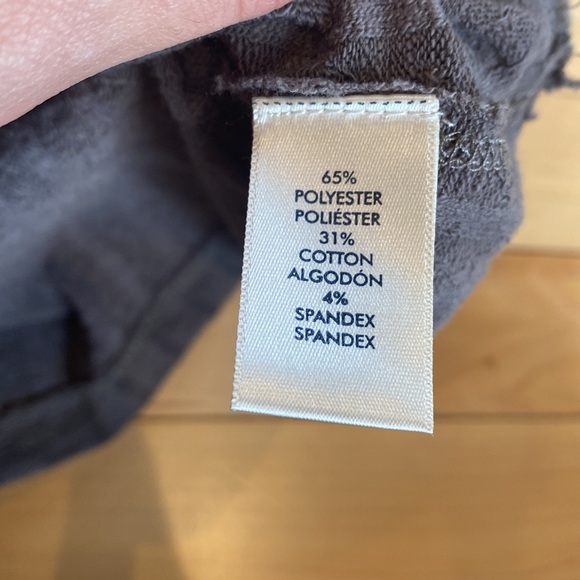 65%
POLYESTER
POLIÉSTER
31%
COTTON
ALGODÓN
4%
SPANDEX
SPANDEX